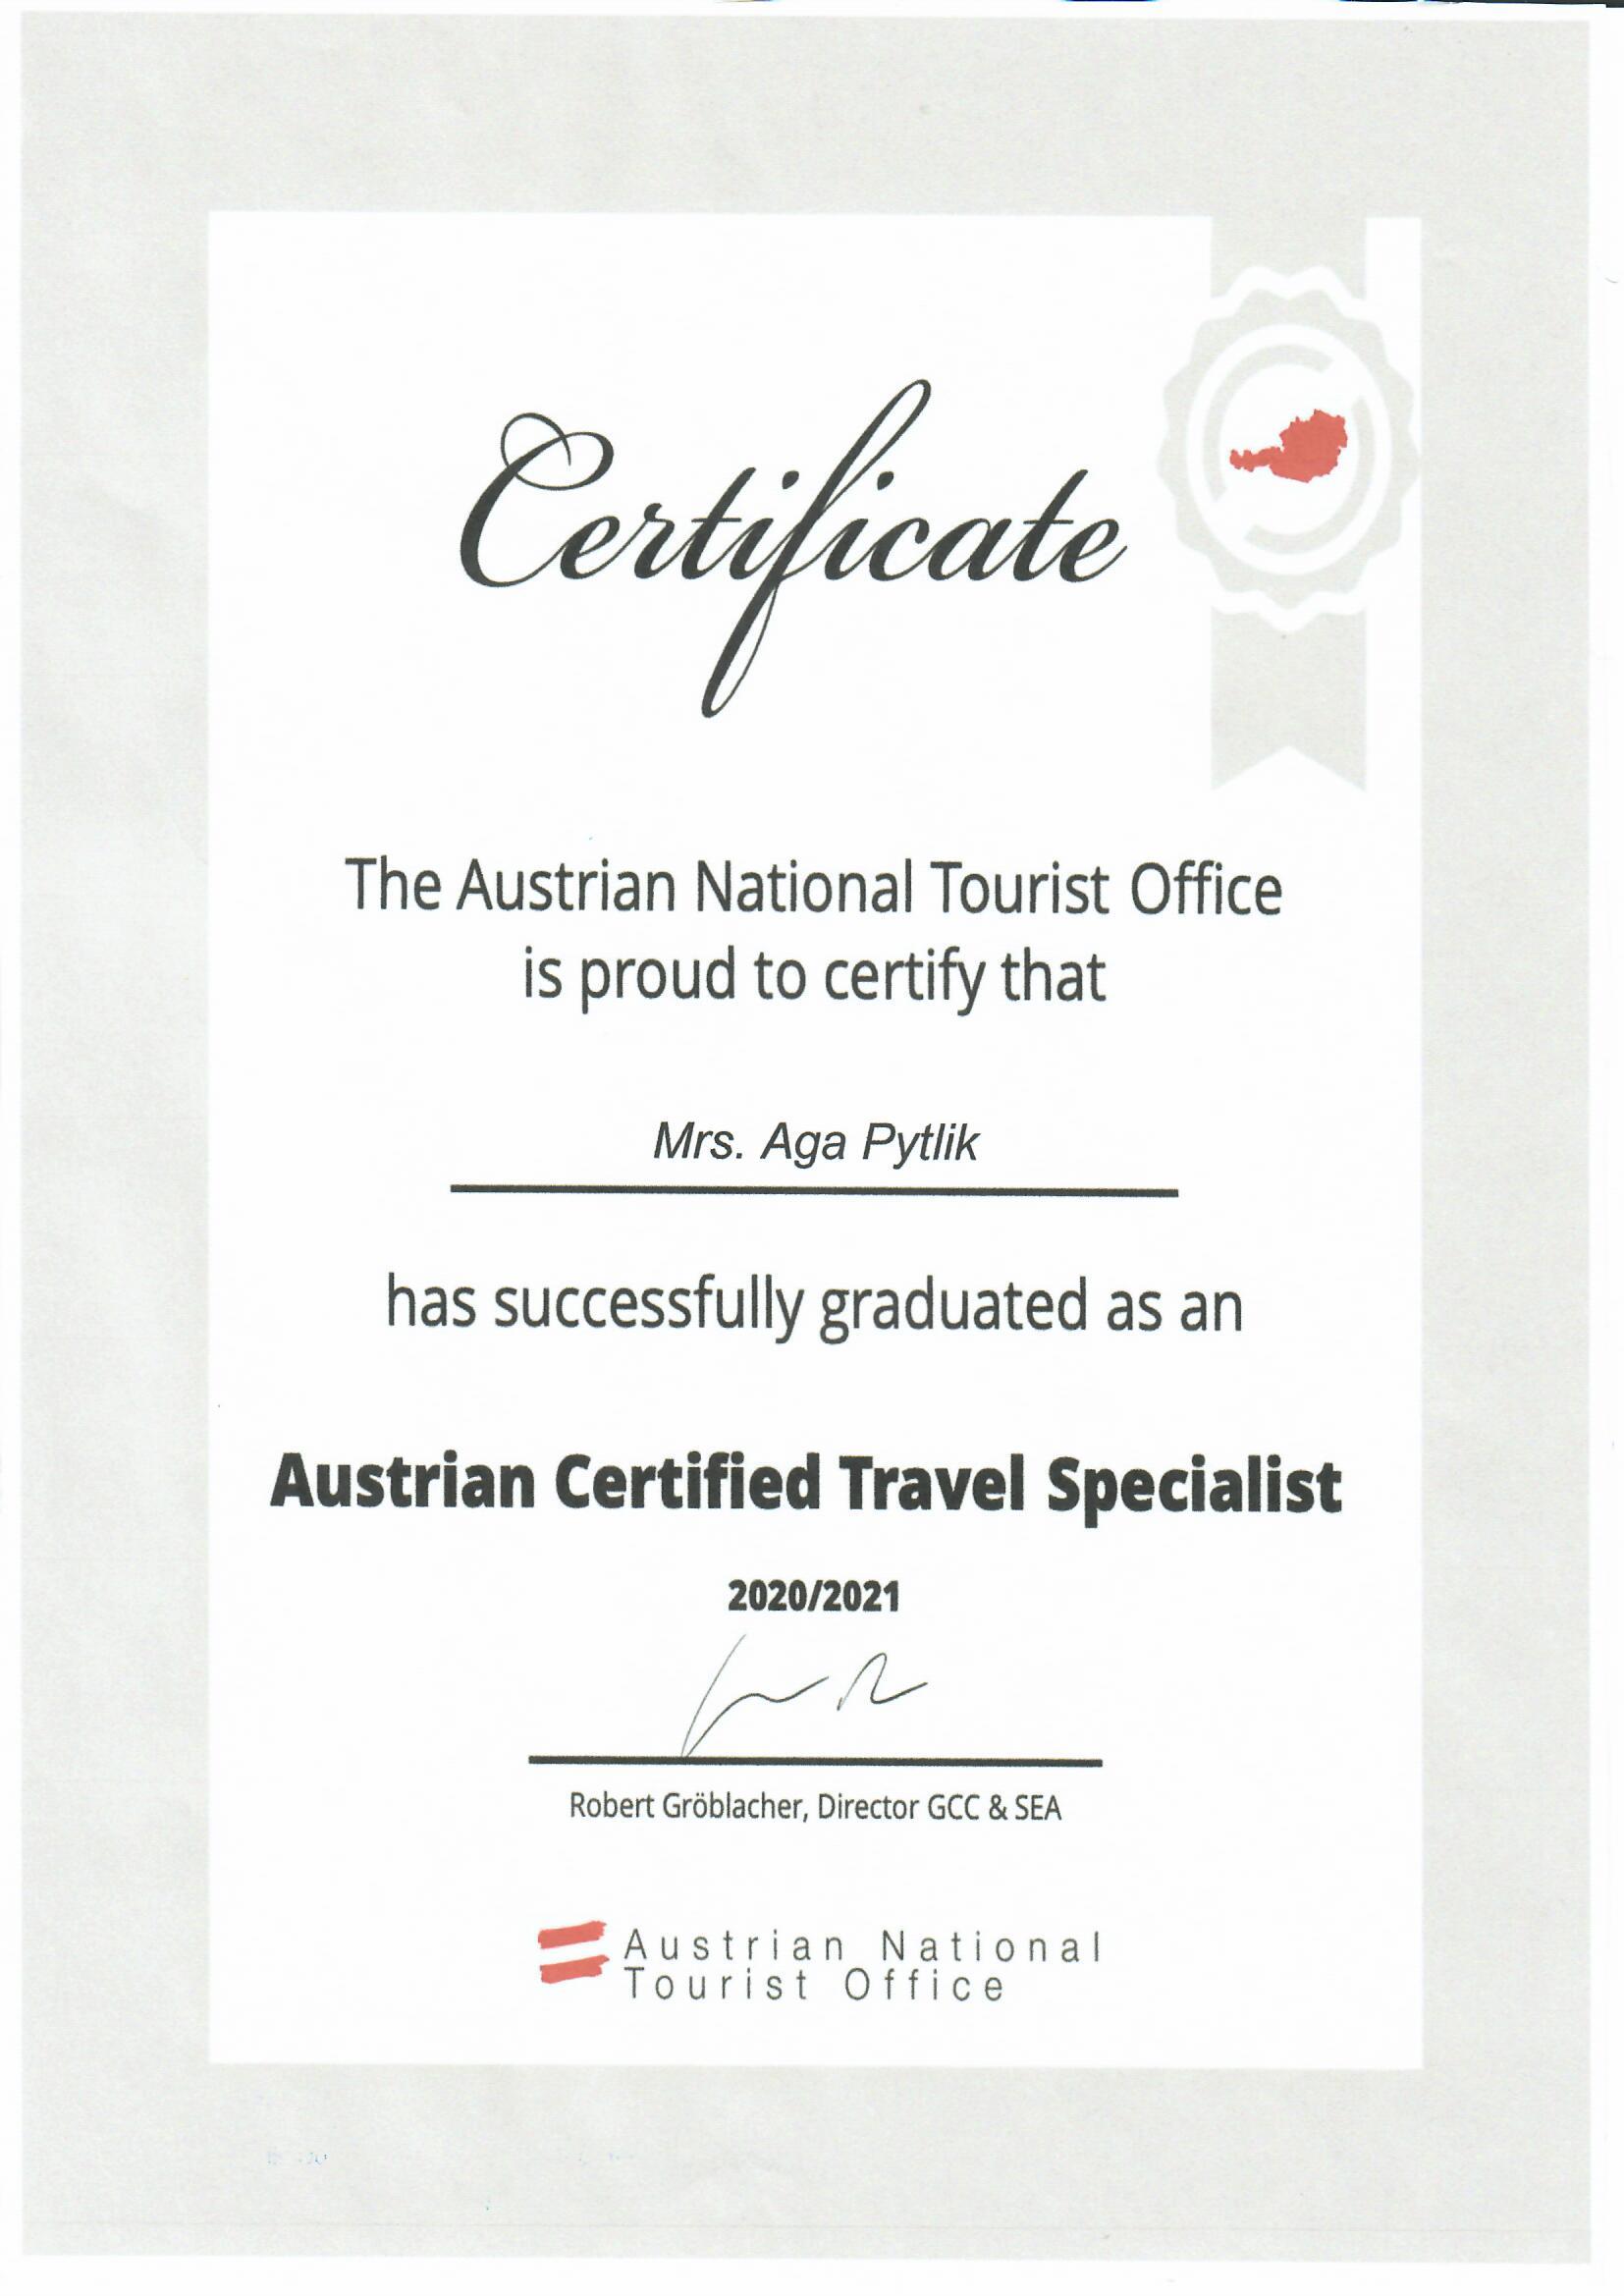 Certificate
The Austrian National Tourist Office
is proud to certify that
Mrs. Aga Pytlik
has successfully graduated as an
Austrian Certified Travel Specialist
2020/2021
Robert Gröblacher, Director GCC & SEA
Austrian National
Tourist Office